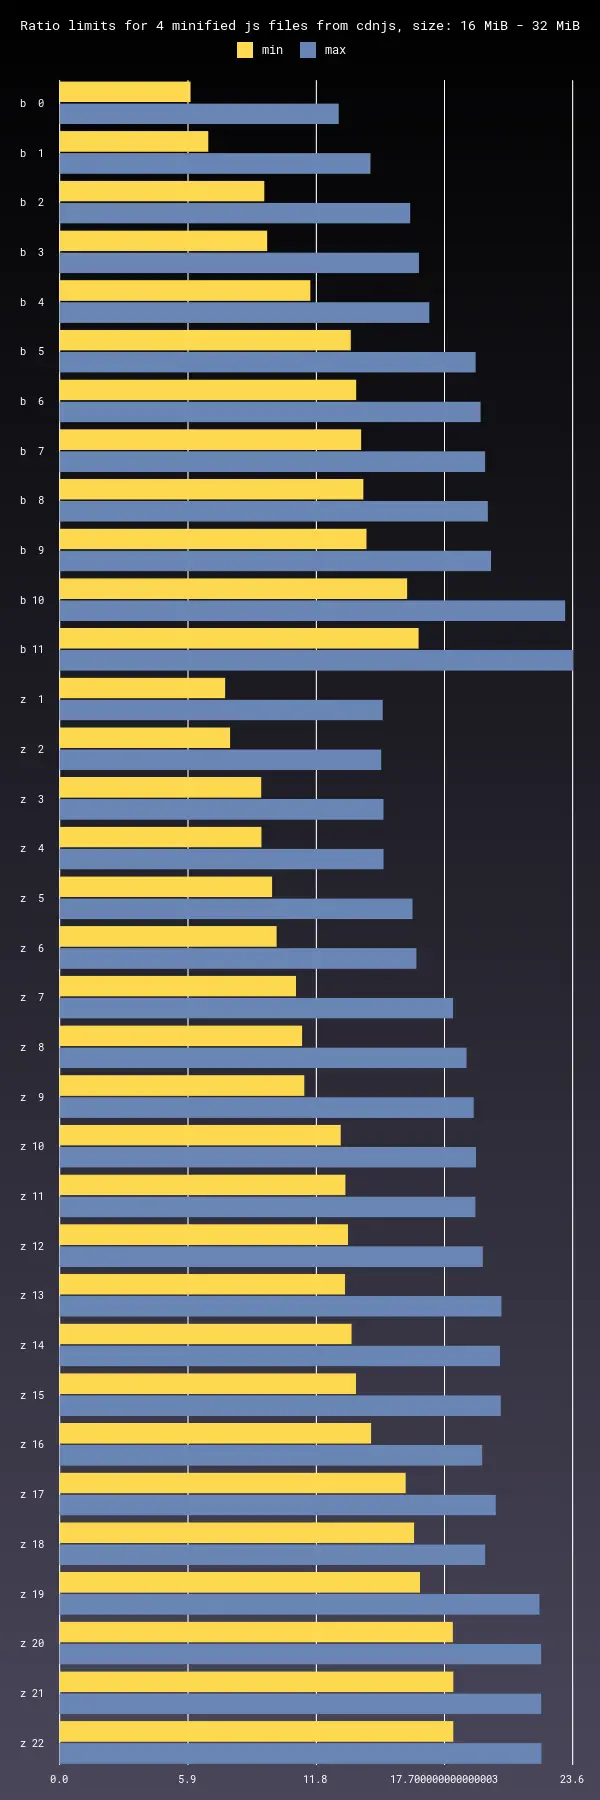 Ratio limits for 4 minified js files from cdnjs, size: 16 MiB - 32 MiB
min max
b 0
b 1
b 2
b 3
b 4
b 5
b 6
b 7
b 8
b 9
b 10
b 11
z 1
z 2
z 3
z 4
z 5
z 6
z 7
z 8
z 9
z 10
z 11
z 12
z 13
z 14
z 15
z 16
z 17
z 18
z 19
z 20
z 21
z 22
0.0 5.9 11.8 17.700000000000003 23.6